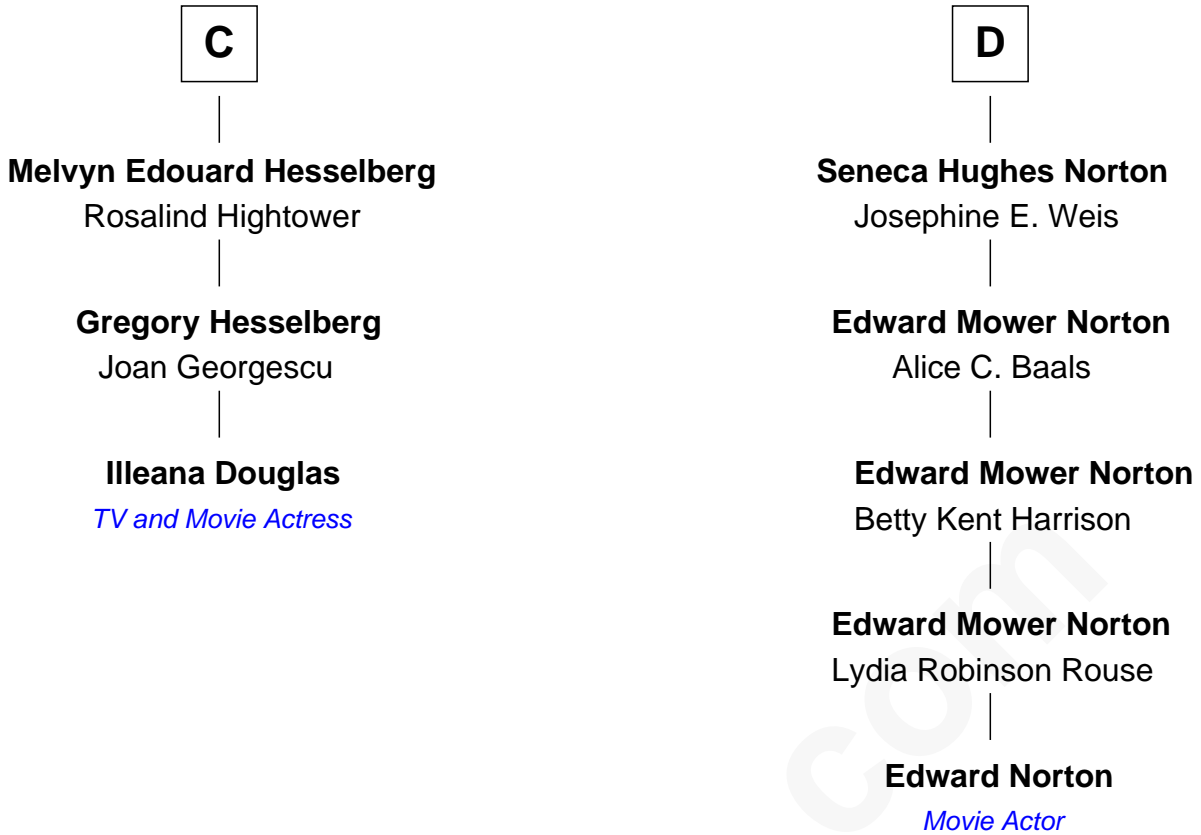 C
Melvyn Edouard Hesselberg
Rosalind Hightower
Gregory Hesselberg
Joan Georgescu
Illeana Douglas
TV and Movie Actress
D
Seneca Hughes Norton
Josephine E. Weis
Edward Mower Norton
Alice C. Baals
Edward Mower Norton
Betty Kent Harrison
Edward Mower Norton
Lydia Robinson Rouse
Edward Norton
Movie Actor
com